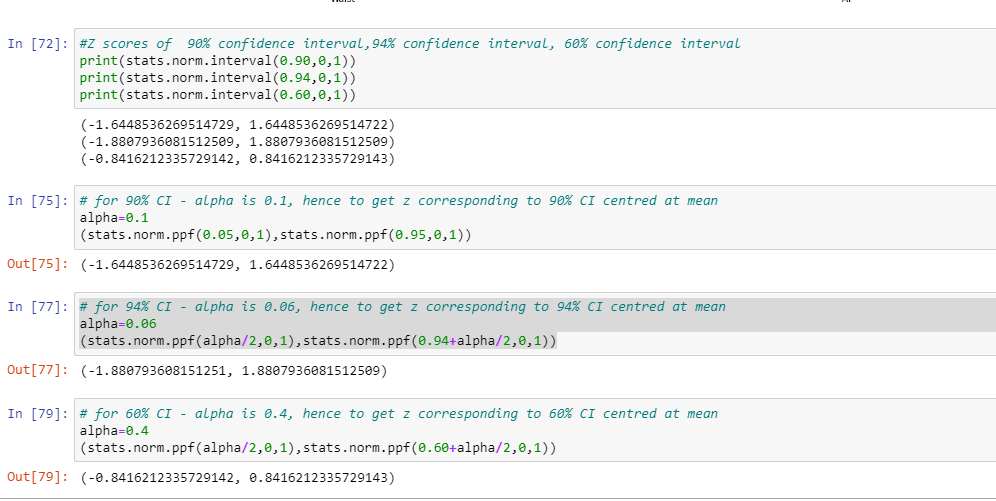 In [72]: #Z scores of  90% confidence interval,94% confidence interval, 60% confidence interval
print(stats.norm.interval(0.90,0,1))
print(stats.norm.interval(0.94,0,1))
print(stats.norm.interval(0.60,0,1))
(-1.6448536269514729, 1.6448536269514722)
(-1.8807936081512509, 1.8807936081512509)
(-0.8416212335729142, 0.8416212335729143)
In [75]: # for 90% CI - alpha is 0.1, hence to get z corresponding to 90% CI centred at mean
alpha=0.1
(stats.norm.ppf(0.05,0,1),stats.norm.ppf(0.95,0,1))
Out[75]: (-1.6448536269514729, 1.6448536269514722)
In [77]: # for 94% CI - alpha is 0.06, hence to get z corresponding to 94% CI centred at mean
alpha=0.06
(stats.norm.ppf(alpha/2,0,1),stats.norm.ppf(0.94+alpha/2,0,1))
Out[77]: (-1.880793608151251, 1.8807936081512509)
In [79]: # for 60% CI - alpha is 0.4, hence to get z corresponding to 60% CI centred at mean
alpha=0.4
(stats.norm.ppf(alpha/2,0,1),stats.norm.ppf(0.60+alpha/2,0,1))
Out[79]: (-0.8416212335729142, 0.8416212335729143)